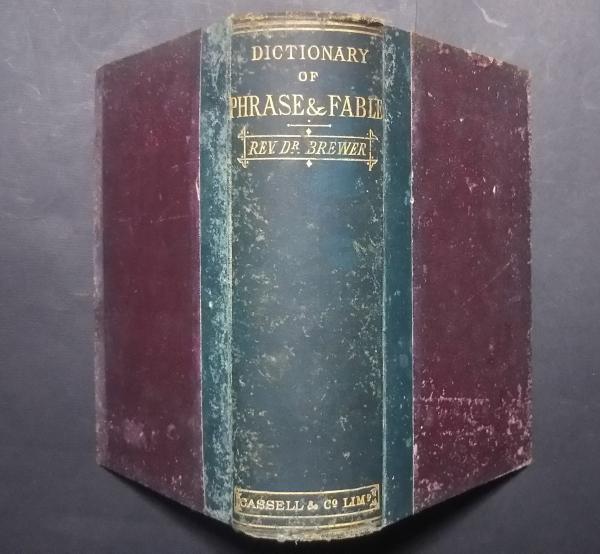 DICTIONARY
OF
PHRASE & FABLE
REV. DR. BREWER
CASSELL & Co LIMD